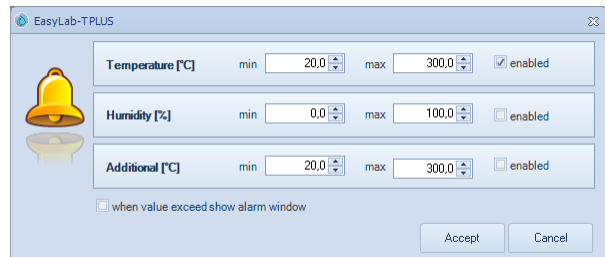 EasyLab-TPLUS
Temperature [°C] min 20,0 max 300,0 enabled
Humidity [%] min 0,0 max 100,0 enabled
Additional [°C] min 20,0 max 300,0 enabled
when value exceed show alarm window
Accept Cancel